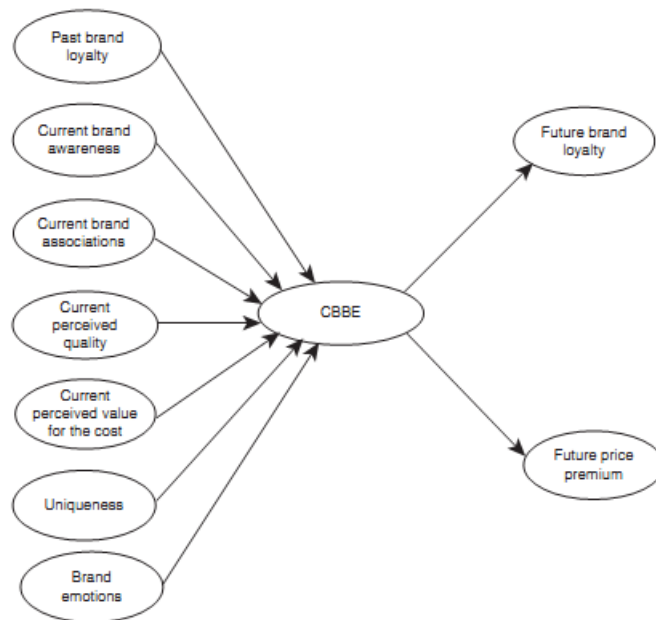 Past brand
loyalty
Current brand
awareness
Current brand
associations
Current
perceived
quality
Current
perceived value
for the cost
Uniqueness
Brand
emotions
CBBE
Future brand
loyalty
Future price
premium